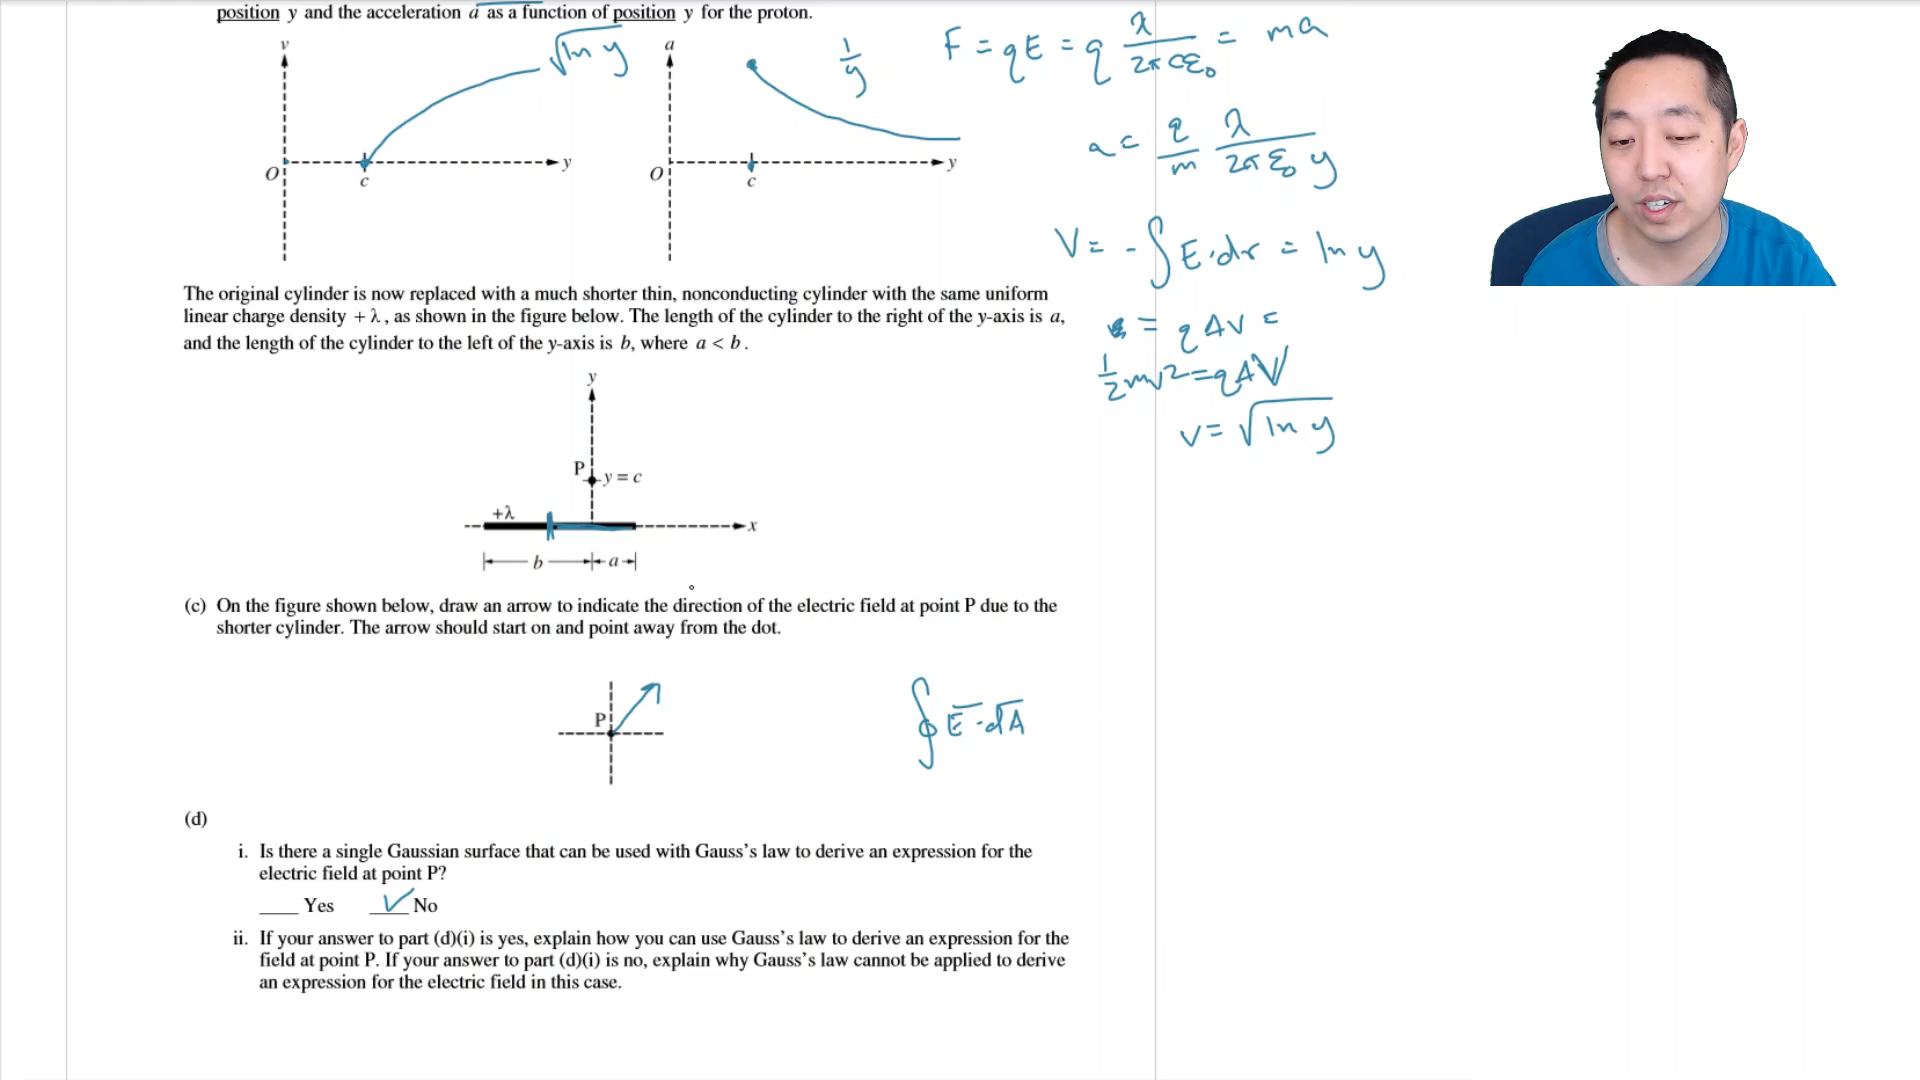 position y and the acceleration a as a function of position y for the proton.
v
√ln y
O
c
y
a
1/y
O
c
y
F = qE = q λ/2πcε₀ = ma
a = q/m λ/2πε₀y
V = -∫E·dr = ln y
= qΔV =
½mv² = qΔV
v = √ln y
The original cylinder is now replaced with a much shorter thin, nonconducting cylinder with the same uniform
linear charge density + λ, as shown in the figure below. The length of the cylinder to the right of the y-axis is a,
and the length of the cylinder to the left of the y-axis is b, where a < b.
y
P
y = c
+λ
x
b
a
(c) On the figure shown below, draw an arrow to indicate the direction of the electric field at point P due to the
shorter cylinder. The arrow should start on and point away from the dot.
P
∮E·dA
(d)
i. Is there a single Gaussian surface that can be used with Gauss's law to derive an expression for the
electric field at point P?
____ Yes __✓__ No
ii. If your answer to part (d)(i) is yes, explain how you can use Gauss's law to derive an expression for the
field at point P. If your answer to part (d)(i) is no, explain why Gauss's law cannot be applied to derive
an expression for the electric field in this case.